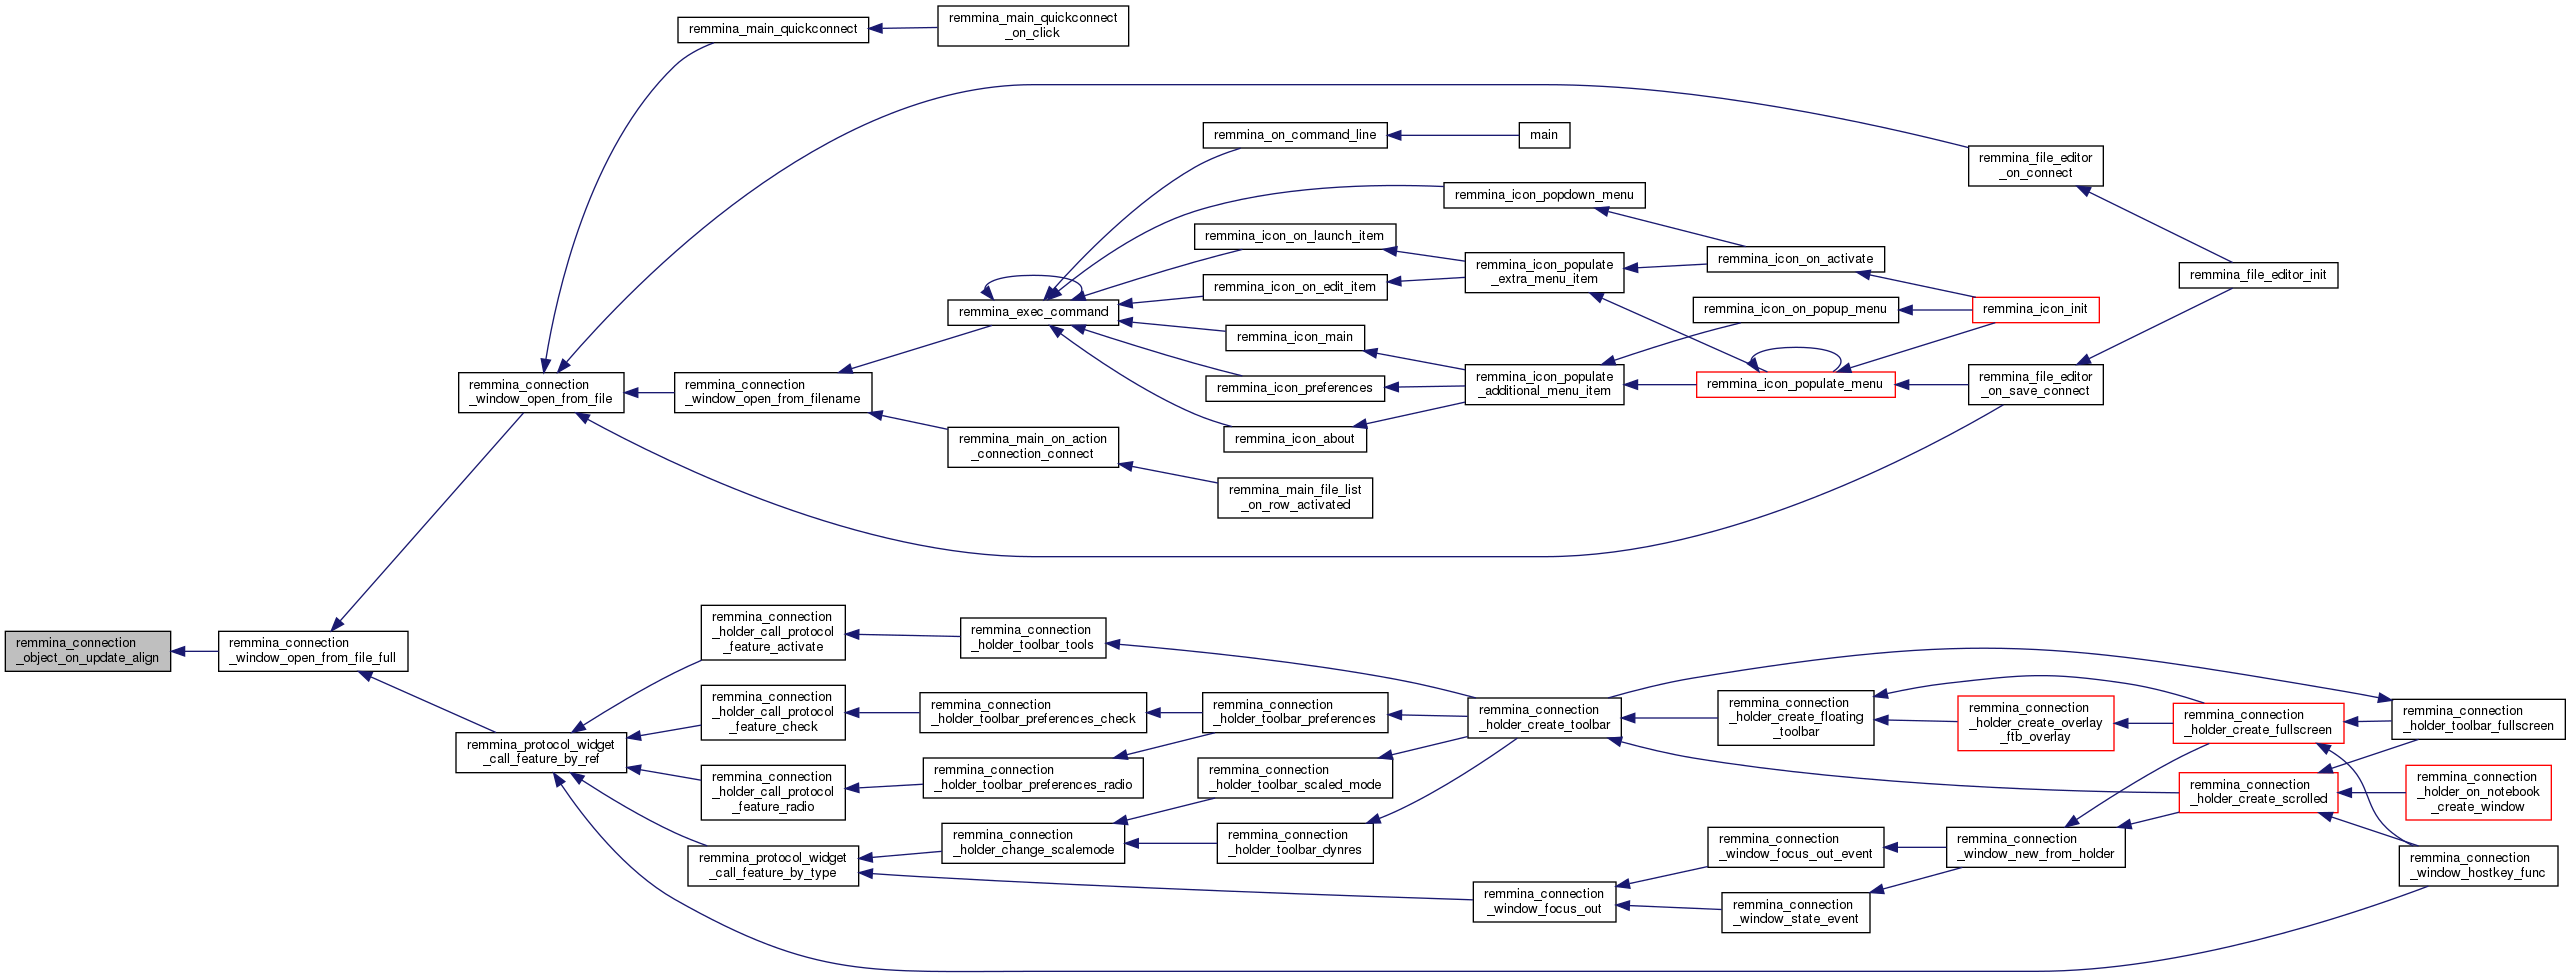 remmina_main_quickconnect
remmina_main_quickconnect
_on_click
remmina_on_command_line
main
remmina_file_editor
_on_connect
remmina_icon_popdown_menu
remmina_icon_on_launch_item
remmina_icon_populate
_extra_menu_item
remmina_icon_on_activate
remmina_file_editor_init
remmina_icon_on_edit_item
remmina_exec_command
remmina_icon_on_popup_menu
remmina_icon_init
remmina_icon_main
remmina_connection
_window_open_from_file
remmina_connection
_window_open_from_filename
remmina_icon_preferences
remmina_icon_populate
_additional_menu_item
remmina_icon_populate_menu
remmina_file_editor
_on_save_connect
remmina_main_on_action
_connection_connect
remmina_icon_about
remmina_main_file_list
_on_row_activated
remmina_connection
_object_on_update_align
remmina_connection
_window_open_from_file_full
remmina_connection
_holder_call_protocol
_feature_activate
remmina_connection
_holder_toolbar_tools
remmina_connection
_holder_call_protocol
_feature_check
remmina_connection
_holder_toolbar_preferences_check
remmina_connection
_holder_toolbar_preferences
remmina_connection
_holder_create_toolbar
remmina_connection
_holder_create_floating
_toolbar
remmina_connection
_holder_create_overlay
_ftb_overlay
remmina_connection
_holder_create_fullscreen
remmina_connection
_holder_toolbar_fullscreen
remmina_protocol_widget
_call_feature_by_ref
remmina_connection
_holder_call_protocol
_feature_radio
remmina_connection
_holder_toolbar_preferences_radio
remmina_connection
_holder_toolbar_scaled_mode
remmina_connection
_holder_create_scrolled
remmina_connection
_holder_on_notebook
_create_window
remmina_protocol_widget
_call_feature_by_type
remmina_connection
_holder_change_scalemode
remmina_connection
_holder_toolbar_dynres
remmina_connection
_window_focus_out_event
remmina_connection
_window_new_from_holder
remmina_connection
_window_hostkey_func
remmina_connection
_window_focus_out
remmina_connection
_window_state_event